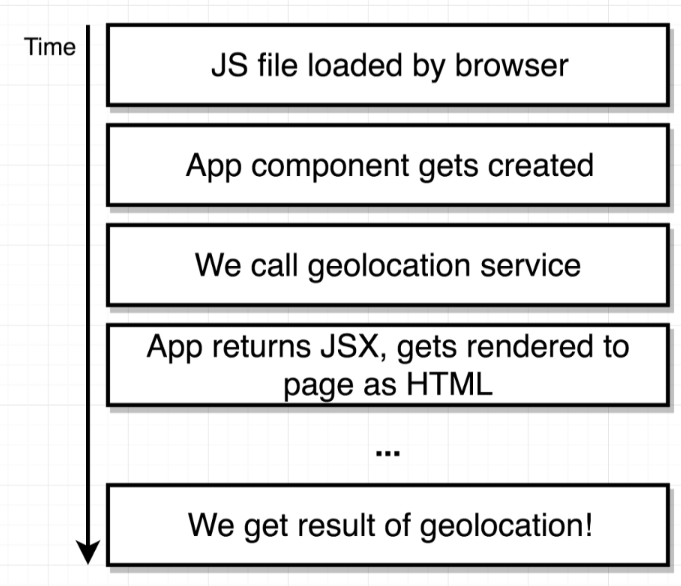 Time
JS file loaded by browser
App component gets created
We call geolocation service
App returns JSX, gets rendered to
page as HTML
...
We get result of geolocation!